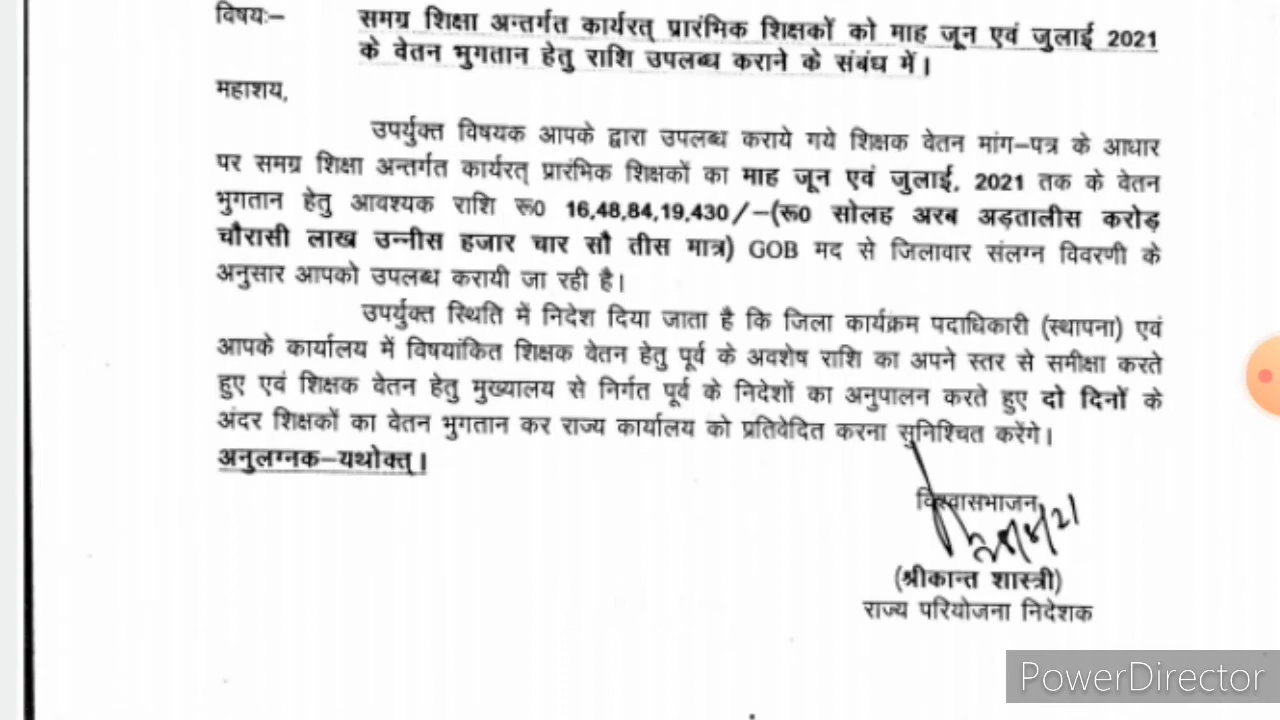 विषयः– समग्र शिक्षा अन्तर्गत कार्यरत् प्रारंभिक शिक्षकों को माह जून एवं जुलाई 2021
के वेतन भुगतान हेतु राशि उपलब्ध कराने के संबंध में।
महाशय,
उपर्युक्त विषयक आपके द्वारा उपलब्ध कराये गये शिक्षक वेतन मांग–पत्र के आधार
पर समग्र शिक्षा अन्तर्गत कार्यरत् प्रारंभिक शिक्षकों का माह जून एवं जुलाई, 2021 तक के वेतन
भुगतान हेतु आवश्यक राशि रू0 16,48,84,19,430/–(रू0 सोलह अरब अड़तालीस करोड़
चौरासी लाख उन्नीस हजार चार सौ तीस मात्र) GOB मद से जिलावार संलग्न विवरणी के
अनुसार आपको उपलब्ध करायी जा रही है।
उपर्युक्त स्थिति में निदेश दिया जाता है कि जिला कार्यक्रम पदाधिकारी (स्थापना) एवं
आपके कार्यालय में विषयांकित शिक्षक वेतन हेतु पूर्व के अवशेष राशि का अपने स्तर से समीक्षा करते
हुए एवं शिक्षक वेतन हेतु मुख्यालय से निर्गत पूर्व के निदेशों का अनुपालन करते हुए दो दिनों के
अंदर शिक्षकों का वेतन भुगतान कर राज्य कार्यालय को प्रतिवेदित करना सुनिश्चित करेंगे।
अनुलग्नक–यथोक्त्।
विश्वासभाजन
(श्रीकान्त शास्त्री)
राज्य परियोजना निदेशक
PowerDirector